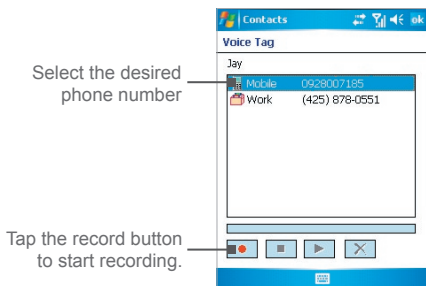 Contacts ok
Voice Tag
Jay
Select the desired
phone number
Mobile 0928007185
Work (425) 878-0551
Tap the record button
to start recording.